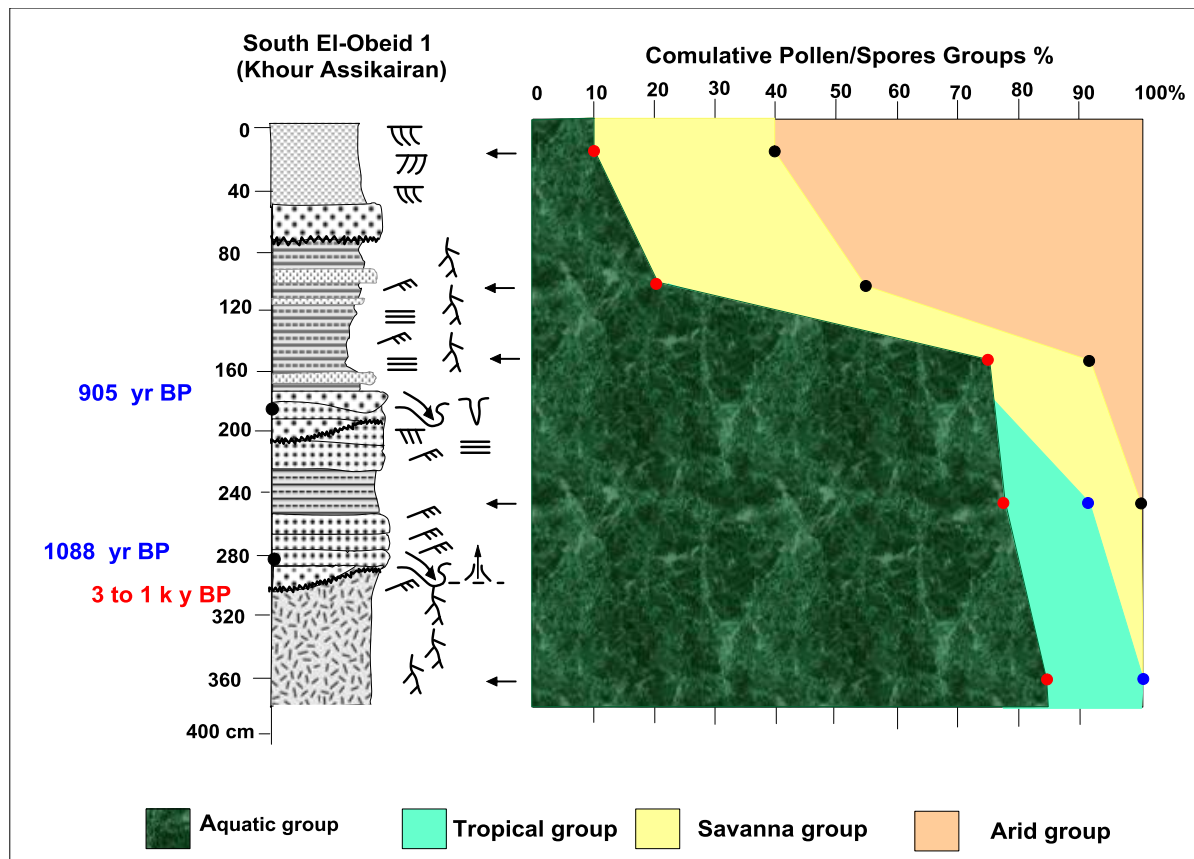 South El-Obeid 1
(Khour Assikairan)
Comulative Pollen/Spores Groups %
0 10 20 30 40 50 60 70 80 90 100%
0
40
80
120
160
905 yr BP
200
240
1088 yr BP
280
3 to 1 k y BP
320
360
400 cm
Aquatic group
Tropical group
Savanna group
Arid group